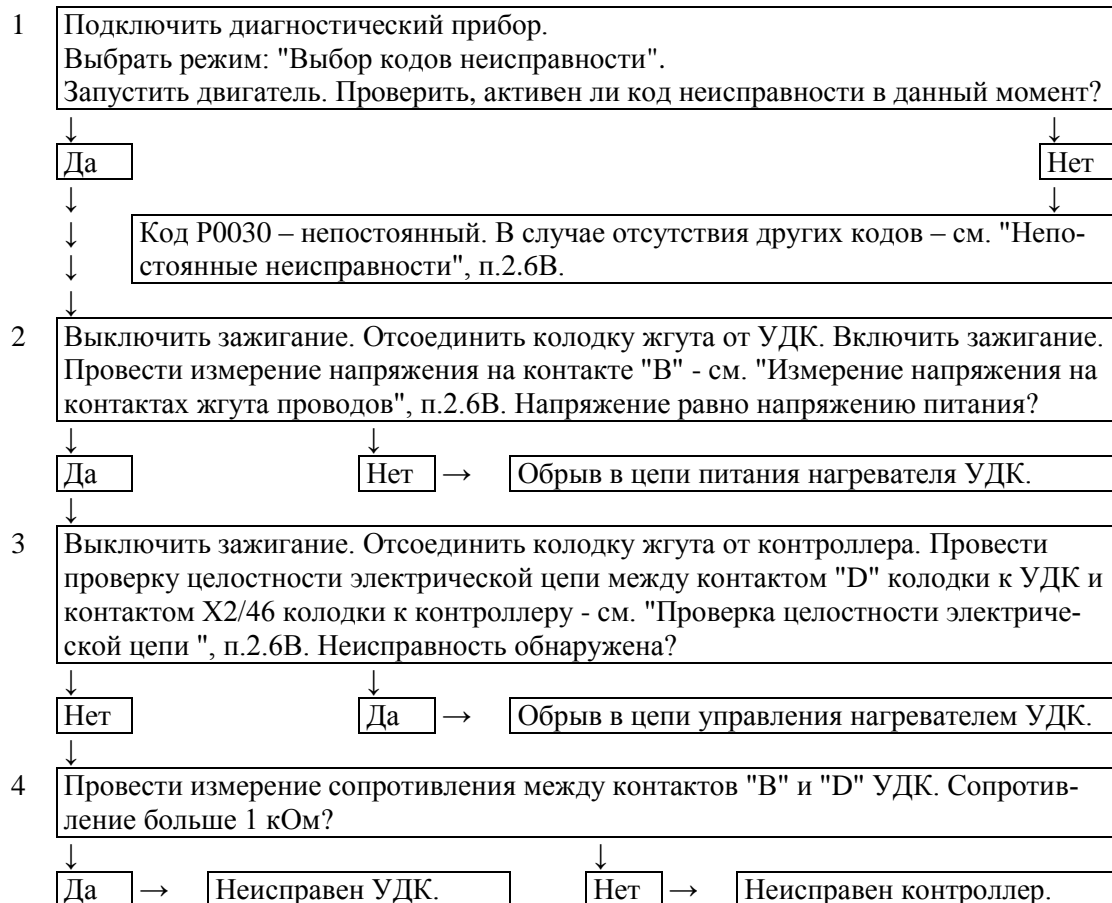 1 Подключить диагностический прибор.
Выбрать режим: "Выбор кодов неисправности".
Запустить двигатель. Проверить, активен ли код неисправности в данный момент?
↓ ↓
Да Нет
↓ ↓
↓ Код P0030 – непостоянный. В случае отсутствия других кодов – см. "Непо-
↓ стоянные неисправности", п.2.6В.
↓
2 Выключить зажигание. Отсоединить колодку жгута от УДК. Включить зажигание.
Провести измерение напряжения на контакте "B" - см. "Измерение напряжения на
контактах жгута проводов", п.2.6В. Напряжение равно напряжению питания?
↓ ↓
Да Нет → Обрыв в цепи питания нагревателя УДК.
↓
3 Выключить зажигание. Отсоединить колодку жгута от контроллера. Провести
проверку целостности электрической цепи между контактом "D" колодки к УДК и
контактом X2/46 колодки к контроллеру - см. "Проверка целостности электриче-
ской цепи ", п.2.6В. Неисправность обнаружена?
↓ ↓
Нет Да → Обрыв в цепи управления нагревателем УДК.
↓
4 Провести измерение сопротивления между контактов "B" и "D" УДК. Сопротив-
ление больше 1 кОм?
↓ ↓
Да → Неисправен УДК. Нет → Неисправен контроллер.